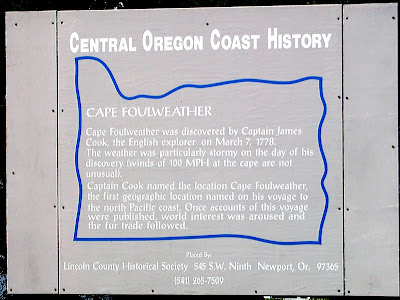 CENTRAL OREGON COAST HISTORY
CAPE FOULWEATHER
Cape Foulweather was discovered by Captain James
Cook, the English explorer on March 7, 1778.
The weather was particularly stormy on the day of his
discovery (winds of 100 MPH at the cape are not
unusual).
Captain Cook named the location Cape Foulweather,
the first geographic location named on his voyage to
the north Pacific coast. Once accounts of this voyage
were published, world interest was aroused and
the fur trade followed.
Placed By:
Lincoln County Historical Society 545 S.W. Ninth Newport, Or. 97365
(541) 265-7509